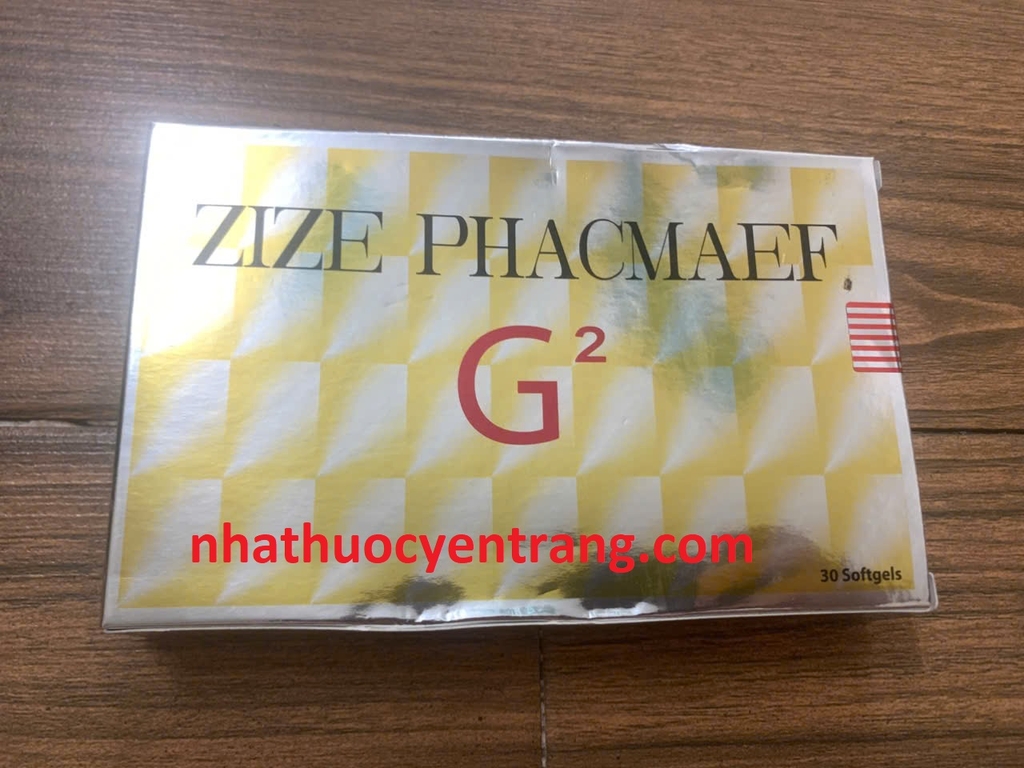 ZIZE PHACMAEF
G²
nhathuocyentrang.com
30 Softgels